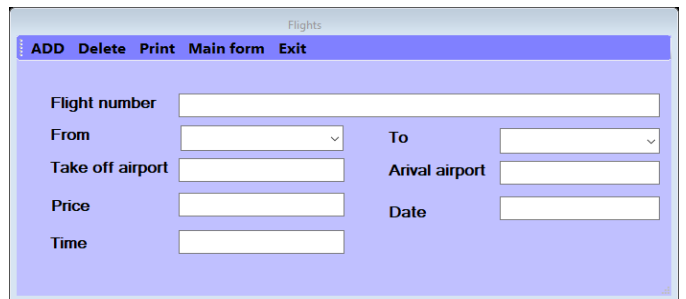 Flights
ADD Delete Print Main form Exit
Flight number
From To
Take off airport Arival airport
Price Date
Time